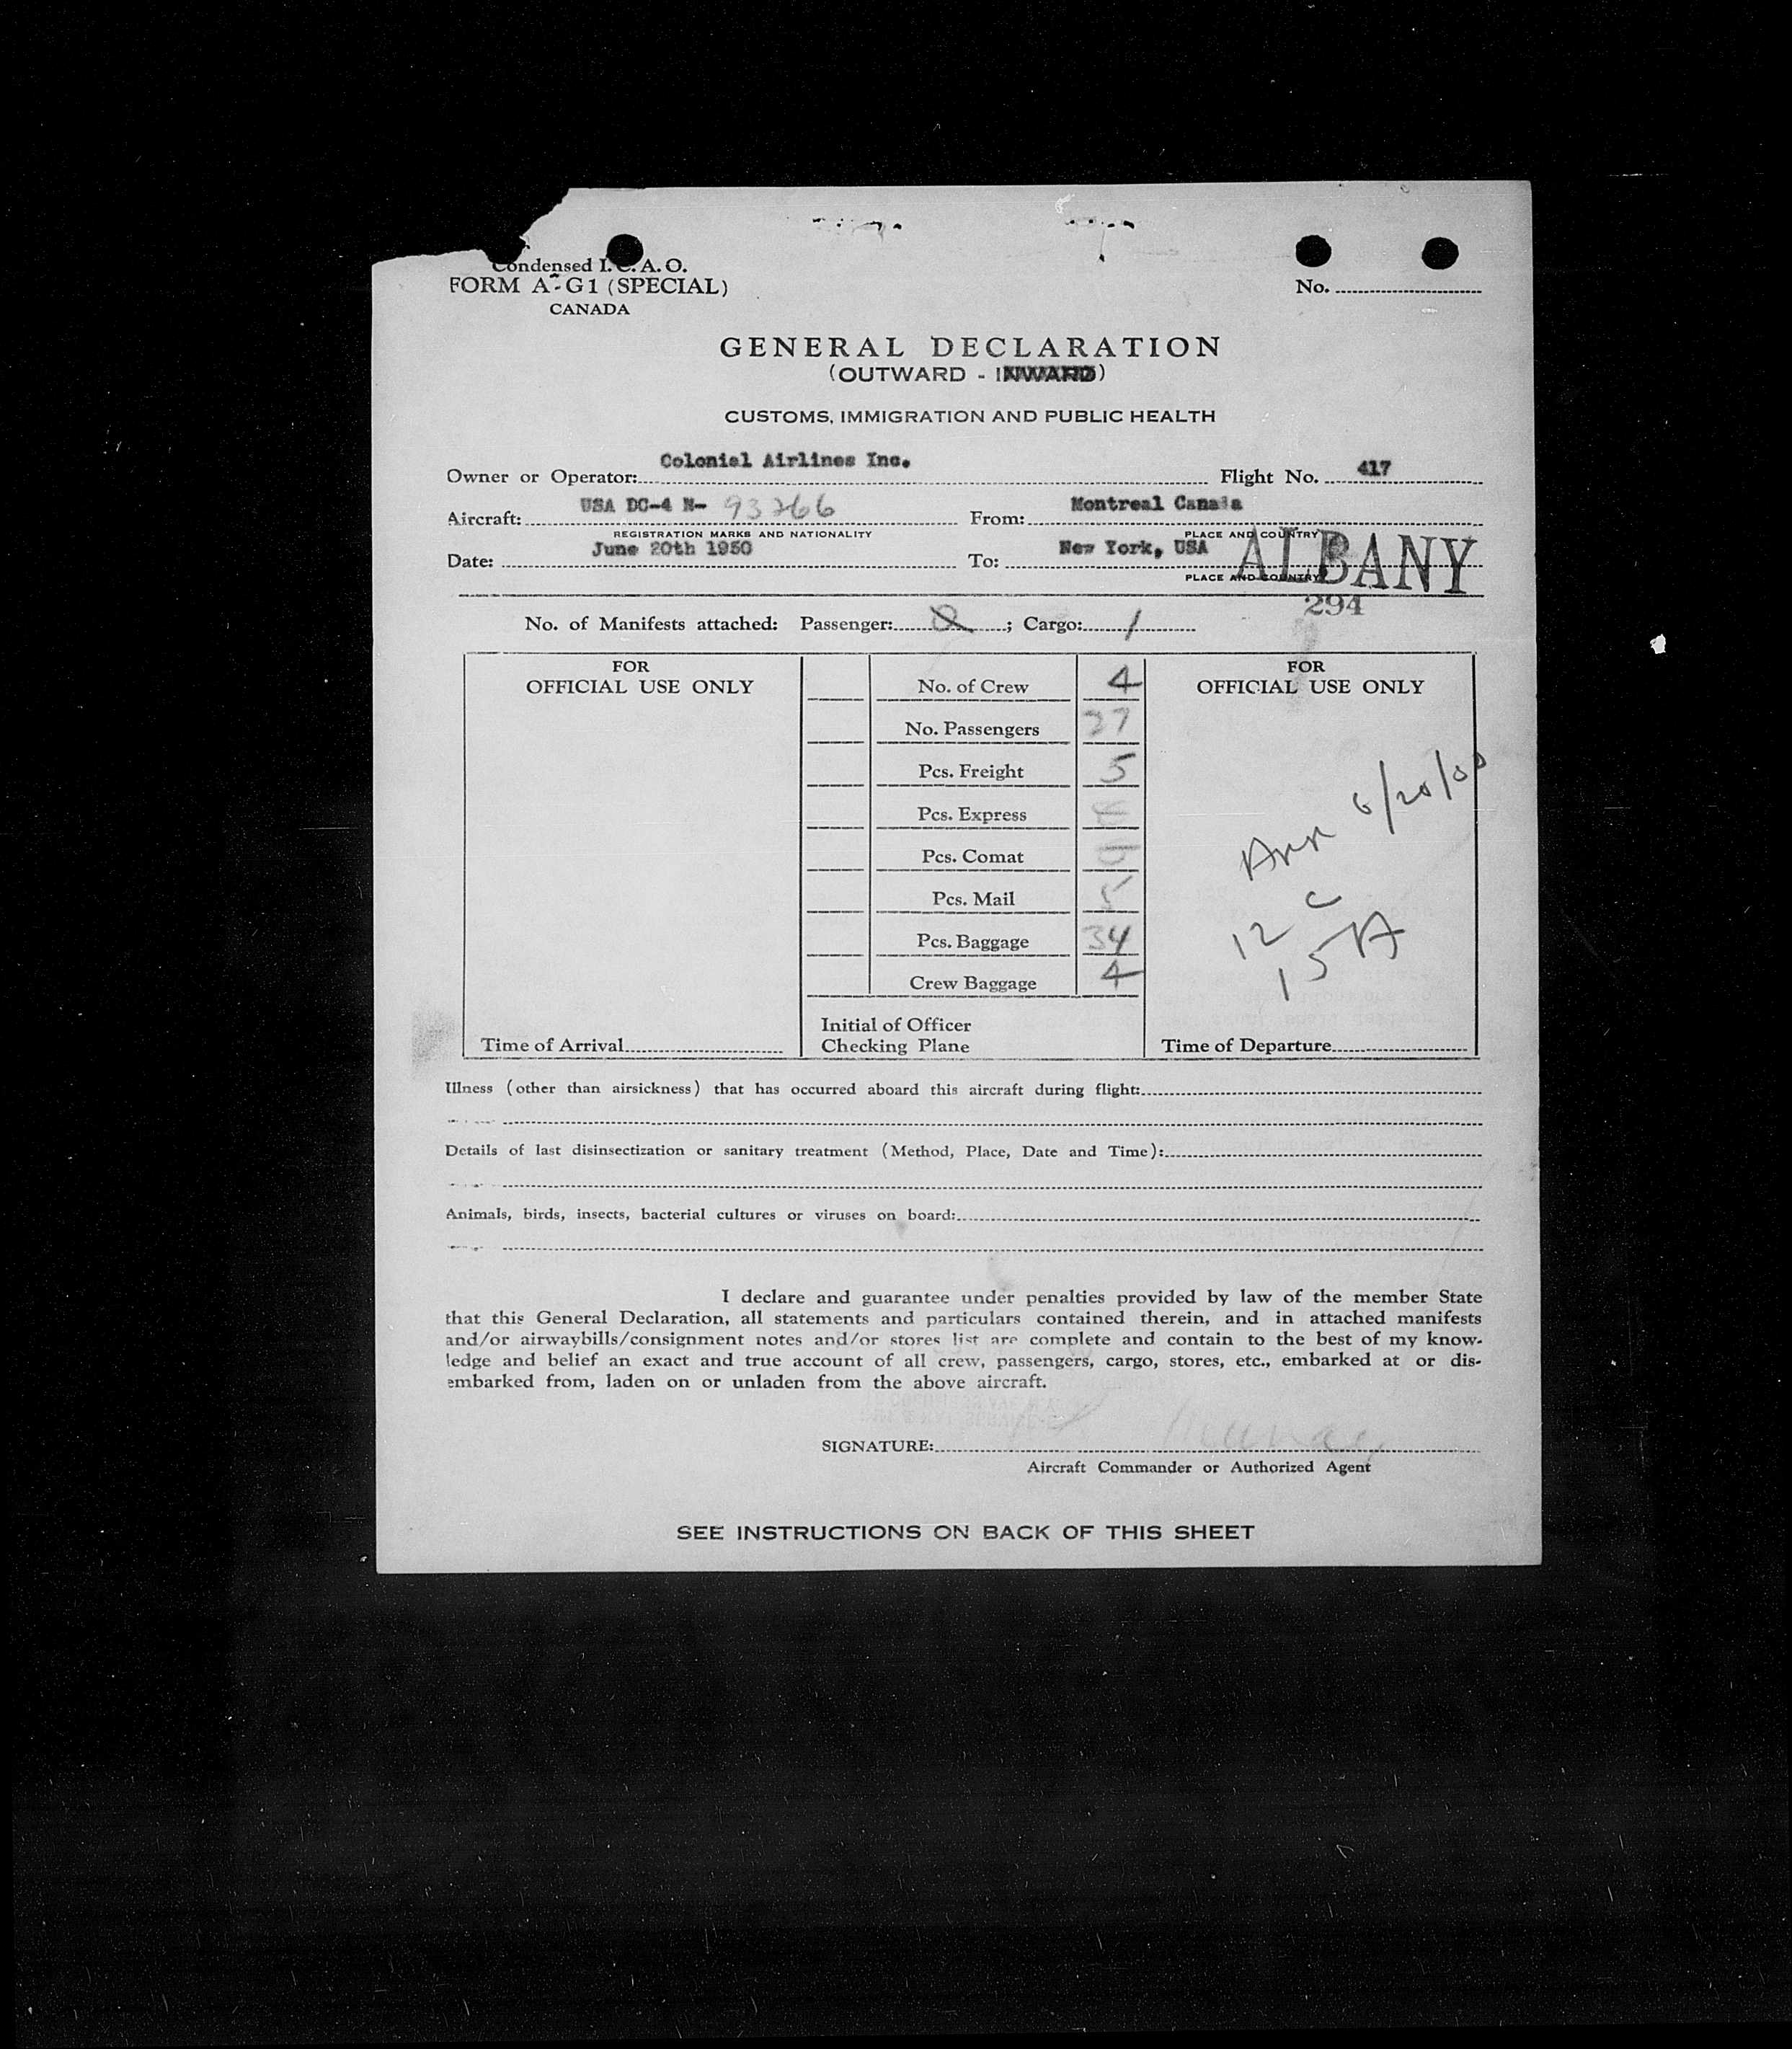 Condensed I. C. A. O.
FORM A-G1 (SPECIAL)
CANADA
No.
GENERAL DECLARATION
(OUTWARD - INWARD)
CUSTOMS, IMMIGRATION AND PUBLIC HEALTH
Owner or Operator: Colonial Airlines Inc. Flight No. 417
Aircraft: USA DC-4 N- 93266 From: Montreal Canada
REGISTRATION MARKS AND NATIONALITY PLACE AND COUNTRY
Date: June 20th 1950 To: New York, USA ALBANY
PLACE AND COUNTRY
294
No. of Manifests attached: Passenger: ; Cargo: 1
FOR
OFFICIAL USE ONLY
No. of Crew 4
No. Passengers 27
Pcs. Freight 5
Pcs. Express
Pcs. Comat
Pcs. Mail 5
Pcs. Baggage 34
Crew Baggage 4
Initial of Officer
Checking Plane
Time of Arrival
FOR
OFFICIAL USE ONLY
Arr 6/20/50
12 C
15 A
Time of Departure
Illness (other than airsickness) that has occurred aboard this aircraft during flight:
Details of last disinsectization or sanitary treatment (Method, Place, Date and Time):
Animals, birds, insects, bacterial cultures or viruses on board:
I declare and guarantee under penalties provided by law of the member State
that this General Declaration, all statements and particulars contained therein, and in attached manifests
and/or airwaybills/consignment notes and/or stores list are complete and contain to the best of my know-
ledge and belief an exact and true account of all crew, passengers, cargo, stores, etc., embarked at or dis-
embarked from, laden on or unladen from the above aircraft.
SIGNATURE:
Aircraft Commander or Authorized Agent
SEE INSTRUCTIONS ON BACK OF THIS SHEET